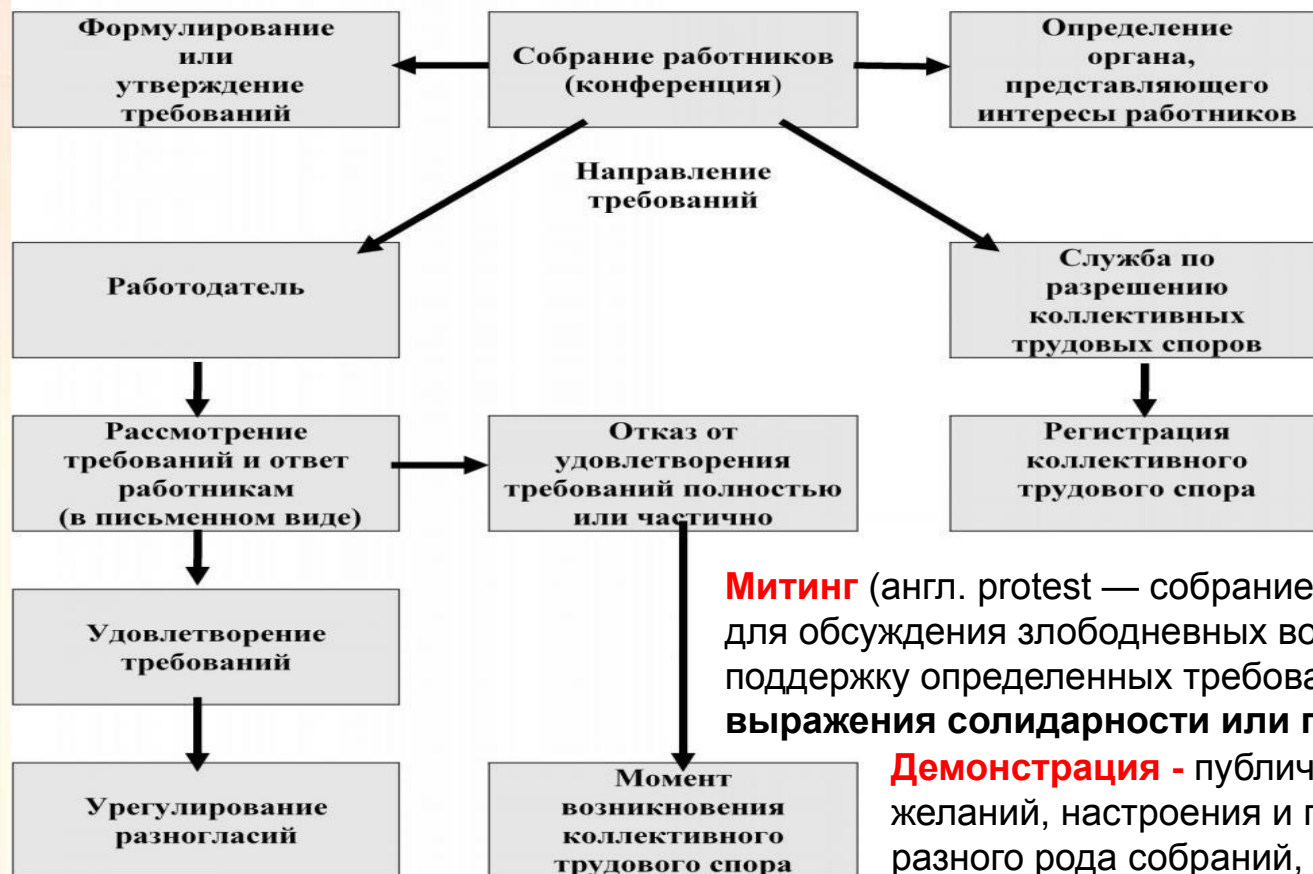 Формулирование
или
утверждение
требований
Собрание работников
(конференция)
Определение
органа,
представляющего
интересы работников
Направление
требований
Работодатель
Служба по
разрешению
коллективных
трудовых споров
Рассмотрение
требований и ответ
работникам
(в письменном виде)
Отказ от
удовлетворения
требований полностью
или частично
Регистрация
коллективного
трудового спора
Удовлетворение
требований
Митинг (англ. protest — собрание
для обсуждения злободневных
поддержку определенных
выражения солидарности или
Урегулирование
разногласий
Момент
возникновения
коллективного
трудового спора
Демонстрация -
желаний, настроения и
разного рода собраний,